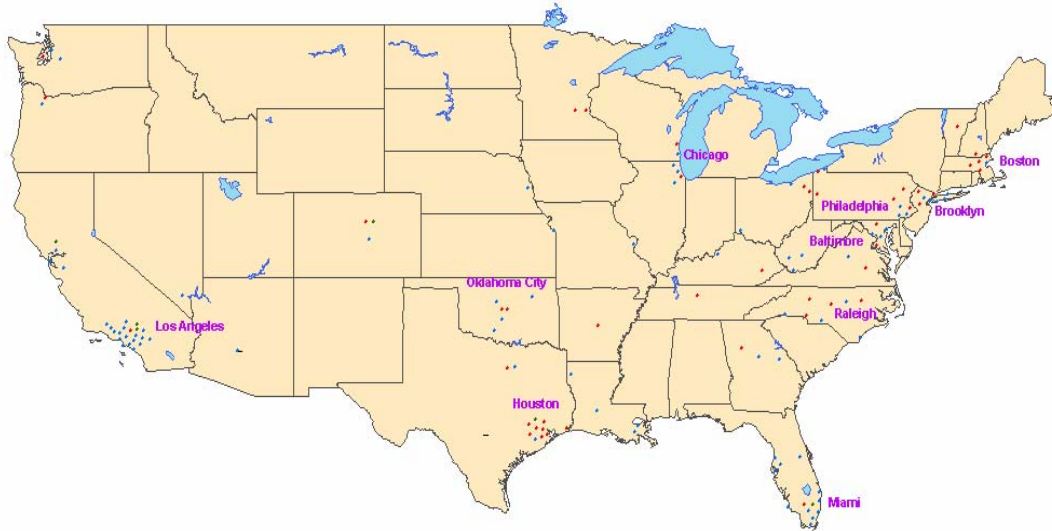 Chicago
Boston
Philadelphia
Brooklyn
Baltimore
Oklahoma City
Raleigh
Los Angeles
Houston
Miami